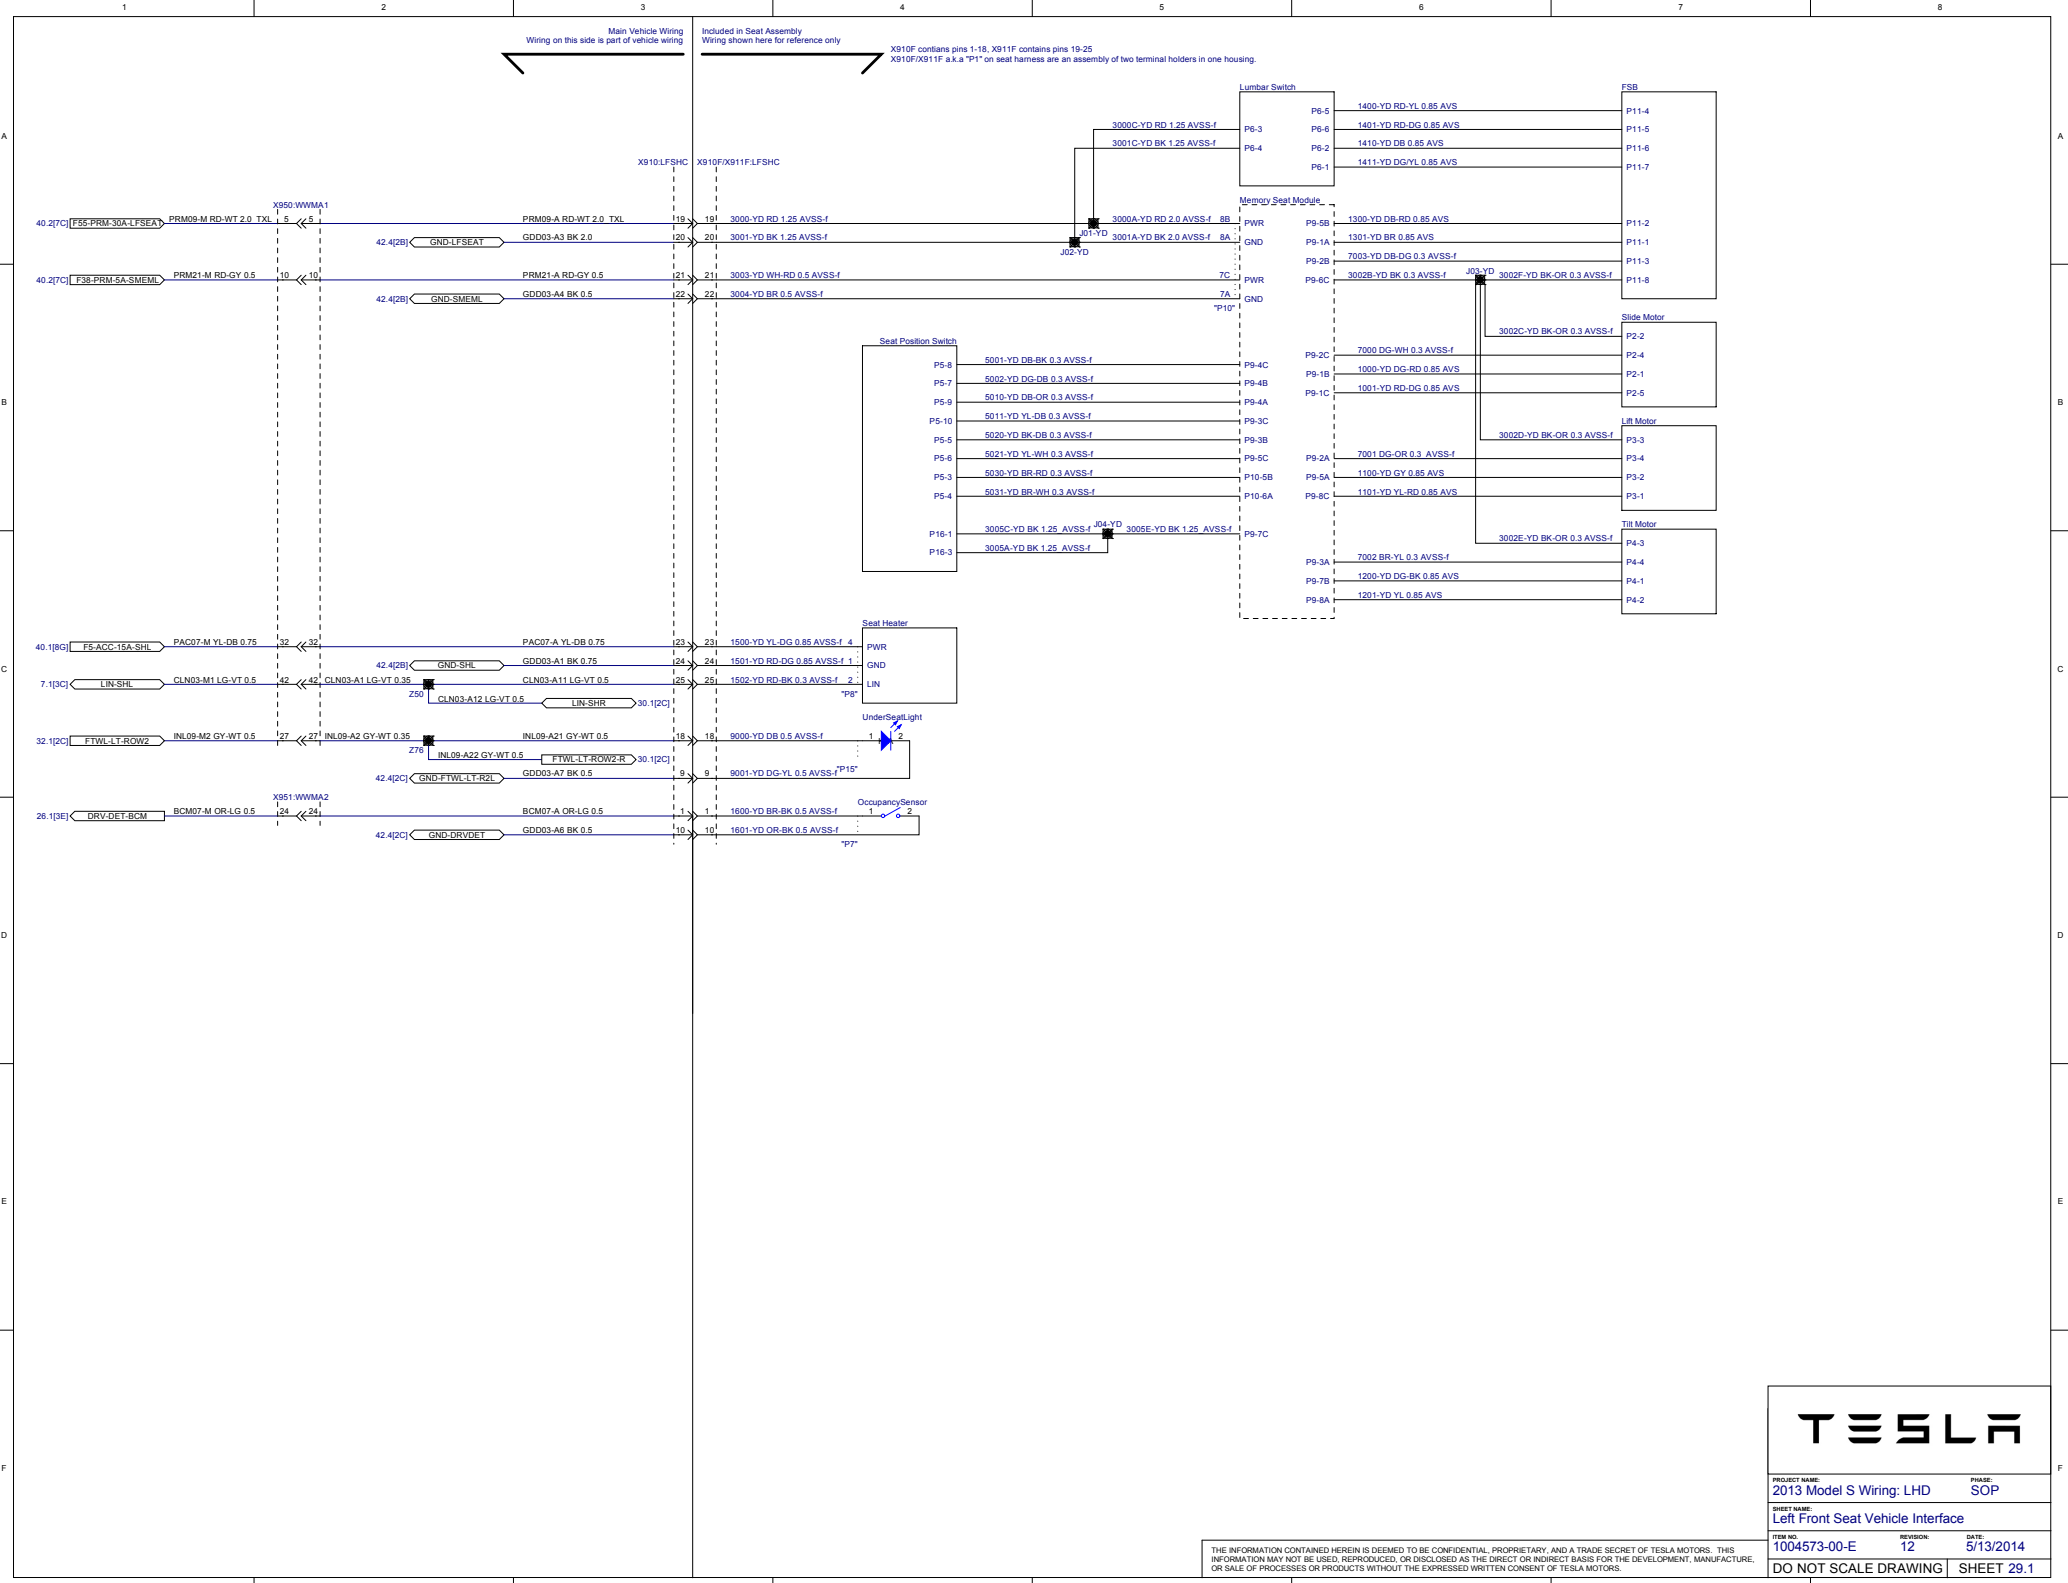 1 2 3 4 5 6 7 8
Main Vehicle Wiring
Wiring on this side is part of vehicle wiring
Included in Seat Assembly
Wiring shown here for reference only
X910F contians pins 1-18, X911F contains pins 19-25
X910F/X911F a.k.a "P1" on seat harness are an assembly of two terminal holders in one housing.
Lumbar Switch
FSB
P6-5 1400-YD RD-YL 0.85 AVS P11-4
A
3000C-YD RD 1.25 AVSS-f P6-3 P6-6 1401-YD RD-DG 0.85 AVS P11-5
A
3001C-YD BK 1.25 AVSS-f P6-4 P6-2 1410-YD DB 0.85 AVS P11-6
X910:LFSHC X910F/X911F:LFSHC
P6-1 1411-YD DG/YL 0.85 AVS P11-7
X950:WWMA1
Memory Seat Module
40.2[7C] F55-PRM-30A-LFSEAT PRM09-M RD-WT 2.0 TXL 5 5 PRM09-A RD-WT 2.0 TXL 19 19 3000-YD RD 1.25 AVSS-f J01-YD 3000A-YD RD 2.0 AVSS-f 8B PWR P9-5B 1300-YD DB-RD 0.85 AVS P11-2
42.4[2B] GND-LFSEAT GDD03-A3 BK 2.0 20 20 3001-YD BK 1.25 AVSS-f J02-YD 3001A-YD BK 2.0 AVSS-f 8A GND P9-1A 1301-YD BR 0.85 AVS P11-1
P9-2B 7003-YD DB-DG 0.3 AVSS-f P11-3
40.2[7C] F38-PRM-5A-SMEML PRM21-M RD-GY 0.5 10 10 PRM21-A RD-GY 0.5 21 21 3003-YD WH-RD 0.5 AVSS-f 7C PWR P9-6C 3002B-YD BK 0.3 AVSS-f J03-YD 3002F-YD BK-OR 0.3 AVSS-f P11-8
42.4[2B] GND-SMEML GDD03-A4 BK 0.5 22 22 3004-YD BR 0.5 AVSS-f 7A GND
"P10"
Slide Motor
3002C-YD BK-OR 0.3 AVSS-f P2-2
Seat Position Switch
P9-2C 7000 DG-WH 0.3 AVSS-f P2-4
P5-8 5001-YD DB-BK 0.3 AVSS-f P9-4C
P9-1B 1000-YD DG-RD 0.85 AVS P2-1
P5-7 5002-YD DG-DB 0.3 AVSS-f P9-4B
P9-1C 1001-YD RD-DG 0.85 AVS P2-5
B
P5-9 5010-YD DB-OR 0.3 AVSS-f P9-4A
B
P5-10 5011-YD YL-DB 0.3 AVSS-f P9-3C
Lift Motor
P5-5 5020-YD BK-DB 0.3 AVSS-f P9-3B
3002D-YD BK-OR 0.3 AVSS-f P3-3
P5-6 5021-YD YL-WH 0.3 AVSS-f P9-5C P9-2A 7001 DG-OR 0.3 AVSS-f P3-4
P5-3 5030-YD BR-RD 0.3 AVSS-f P10-5B P9-5A 1100-YD GY 0.85 AVS P3-2
P5-4 5031-YD BR-WH 0.3 AVSS-f P10-6A P9-8C 1101-YD YL-RD 0.85 AVS P3-1
Tilt Motor
P16-1 3005C-YD BK 1.25 AVSS-f J04-YD 3005E-YD BK 1.25 AVSS-f P9-7C
3002E-YD BK-OR 0.3 AVSS-f P4-3
P16-3 3005A-YD BK 1.25 AVSS-f
P9-3A 7002 BR-YL 0.3 AVSS-f P4-4
P9-7B 1200-YD DG-BK 0.85 AVS P4-1
P9-8A 1201-YD YL 0.85 AVS P4-2
Seat Heater
40.1[8G] F5-ACC-15A-SHL PAC07-M YL-DB 0.75 32 32 PAC07-A YL-DB 0.75 23 23 1500-YD YL-DG 0.85 AVSS-f 4 PWR
C
42.4[2B] GND-SHL GDD03-A1 BK 0.75 24 24 1501-YD RD-DG 0.85 AVSS-f 1 GND
C
7.1[3C] LIN-SHL CLN03-M1 LG-VT 0.5 42 42 CLN03-A1 LG-VT 0.35 Z50 CLN03-A11 LG-VT 0.5 25 25 1502-YD RD-BK 0.3 AVSS-f 2 LIN
CLN03-A12 LG-VT 0.5 LIN-SHR 30.1[2C]
"P8"
UnderSeatLight
32.1[2C] FTWL-LT-ROW2 INL09-M2 GY-WT 0.5 27 27 INL09-A2 GY-WT 0.35 Z76 INL09-A21 GY-WT 0.5 18 18 9000-YD DB 0.5 AVSS-f 1 2
INL09-A22 GY-WT 0.5 FTWL-LT-ROW2-R 30.1[2C]
"P15"
42.4[2C] GND-FTWL-LT-R2L GDD03-A7 BK 0.5 9 9 9001-YD DG-YL 0.5 AVSS-f
X951:WWMA2
OccupancySensor
26.1[3E] DRV-DET-BCM BCM07-M OR-LG 0.5 24 24 BCM07-A OR-LG 0.5 1 1 1600-YD BR-BK 0.5 AVSS-f 1 2
42.4[2C] GND-DRVDET GDD03-A6 BK 0.5 10 10 1601-YD OR-BK 0.5 AVSS-f
"P7"
D
D
E
E
TESLA
F
F
PROJECT NAME: PHASE:
2013 Model S Wiring: LHD SOP
SHEET NAME:
Left Front Seat Vehicle Interface
ITEM NO. REVISION: DATE:
1004573-00-E 12 5/13/2014
DO NOT SCALE DRAWING SHEET 29.1
THE INFORMATION CONTAINED HEREIN IS DEEMED TO BE CONFIDENTIAL, PROPRIETARY, AND A TRADE SECRET OF TESLA MOTORS. THIS
INFORMATION MAY NOT BE USED, REPRODUCED, OR DISCLOSED AS THE DIRECT OR INDIRECT BASIS FOR THE DEVELOPMENT, MANUFACTURE,
OR SALE OF PROCESSES OR PRODUCTS WITHOUT THE EXPRESSED WRITTEN CONSENT OF TESLA MOTORS.